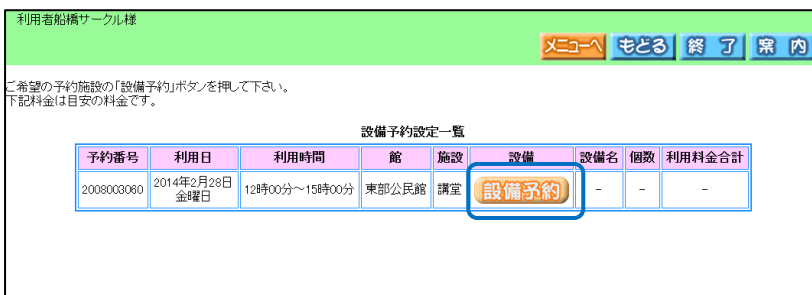 利用者船橋サークル様
メニューへ もどる 終了 案内
ご希望の予約施設の「設備予約」ボタンを押して下さい。
下記料金は目安の料金です。
設備予約設定一覧
予約番号 利用日 利用時間 館 施設 設備 設備名 個数 利用料金合計
2008003060 2014年2月28日 12時00分～15時00分 東部公民館 講堂 設備予約 - - -
金曜日